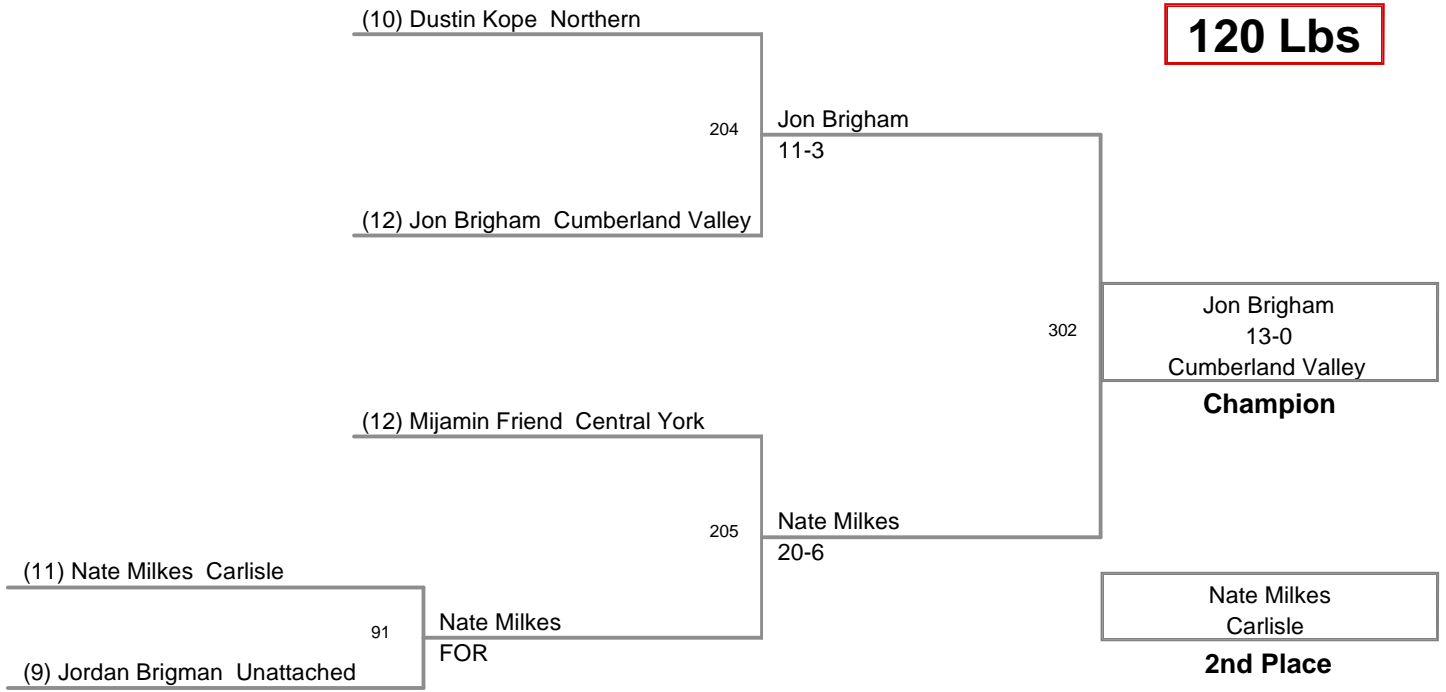 (10) Dustin Kope  Northern
120 Lbs
204
Jon Brigham
11-3
(12) Jon Brigham  Cumberland Valley
302
Jon Brigham
13-0
Cumberland Valley
Champion
(12) Mijamin Friend  Central York
205
Nate Milkes
20-6
(11) Nate Milkes  Carlisle
91
Nate Milkes
FOR
(9) Jordan Brigman  Unattached
Nate Milkes
Carlisle
2nd Place